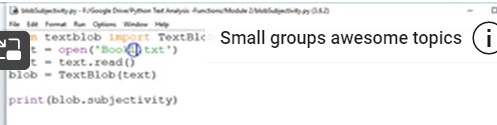 blobSubjectivity.py - F:/Google Drive/Python Text Analysis -Functions/Module 2/blobSubjectivity.py (3.6.2)
File Edit Format Run Options Window Help
textblob import TextBlo
Small groups awesome topics
t = open("Book1.txt")
t = text.read()
blob = TextBlob(text)
print(blob.subjectivity)